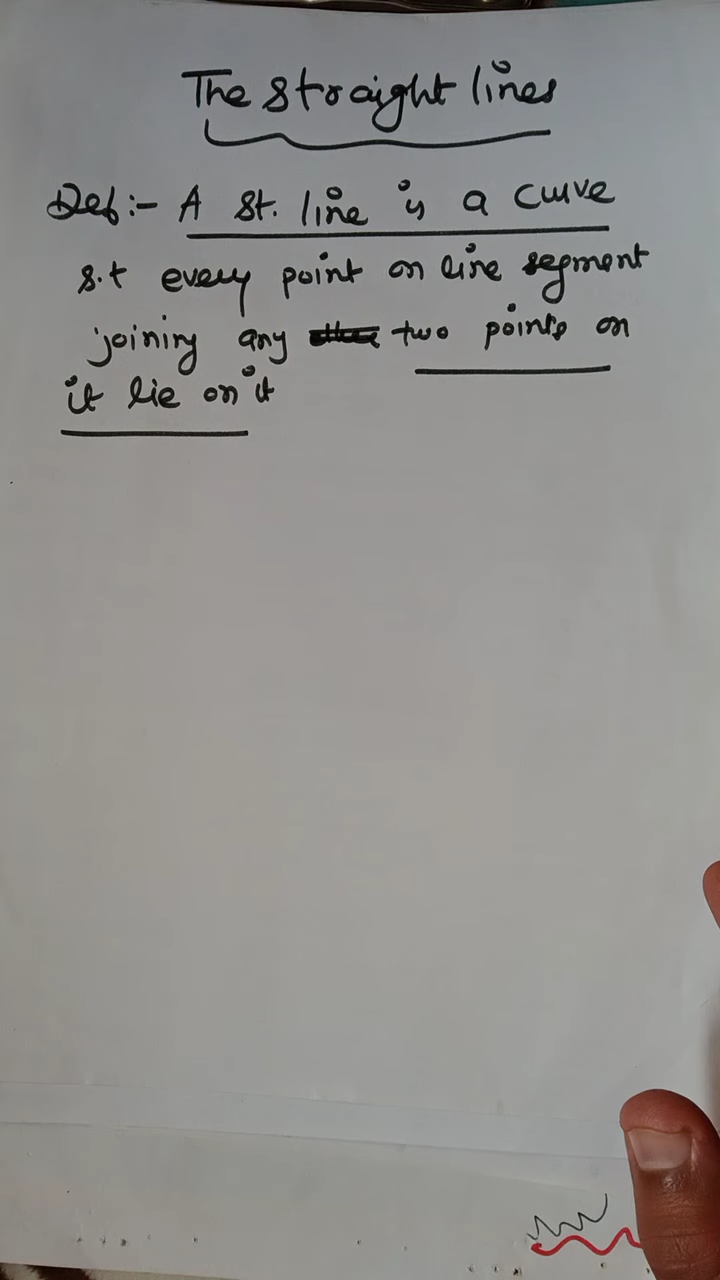 The straight lines
Def:- A st. line is a curve
s.t every point on line segment
joining any two points on
it lie on it